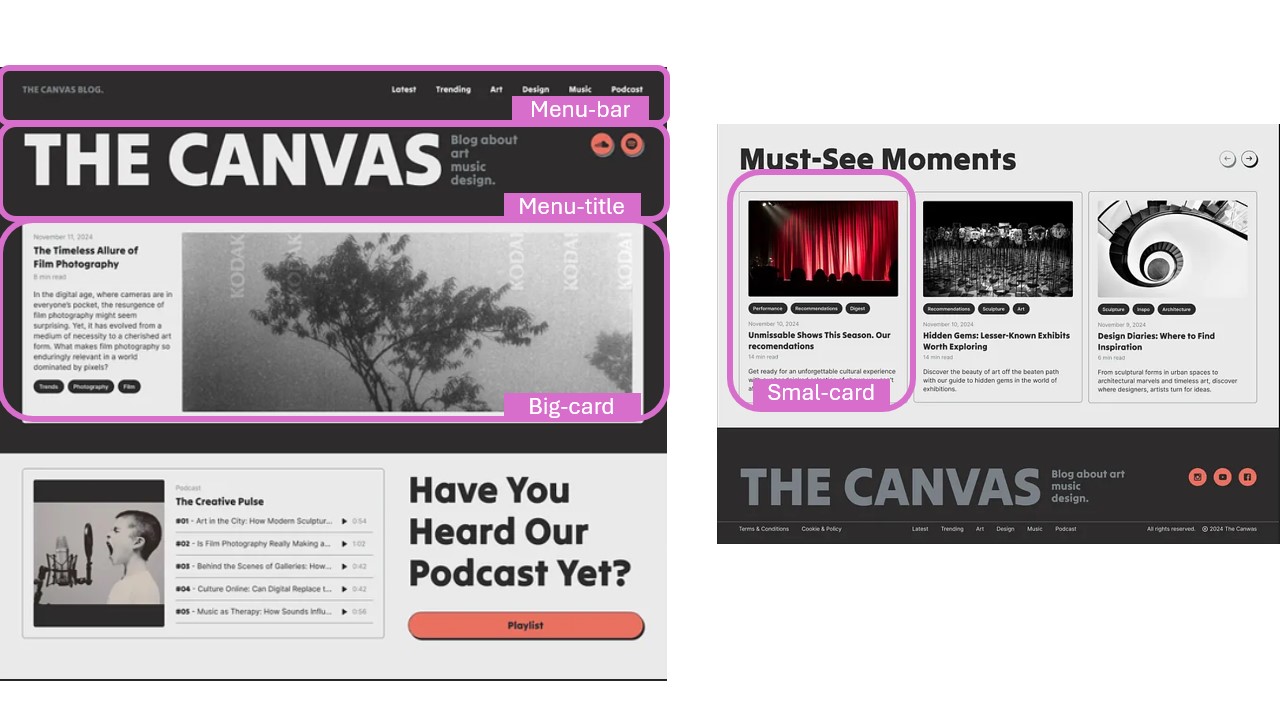 THE CANVAS BLOG.
Latest Trending Art Design Music Podcast
Menu-bar
THE CANVAS
Blog about
art
music
design.
Menu-title
November 11, 2024
The Timeless Allure of
Film Photography
8 min read
In the digital age, where cameras are in
everyone's pocket, the resurgence of
film photography might seem
surprising. Yet, it has evolved from a
medium of necessity to a cherished art
form. What makes film photography so
enduringly relevant in a world
dominated by pixels?
Trends Photography Film
KODAK KODAK KODAK KODAK KODAK
Big-card
Podcast
The Creative Pulse
#01 - Art in the City: How Modern Sculptur... 0:54
#02 - Is Film Photography Really Making a... 1:02
#03 - Behind the Scenes of Galleries: How... 0:42
#04 - Culture Online: Can Digital Replace t... 0:42
#05 - Music as Therapy: How Sounds Influ... 0:56
Have You
Heard Our
Podcast Yet?
Playlist
Must-See Moments
Performance Recommendations Digest
November 10, 2024
Unmissable Shows This Season. Our
recomendations
14 min read
Get ready for an unforgettable cultural experience
Smal-card
Recommendations Sculpture Art
November 10, 2024
Hidden Gems: Lesser-Known Exhibits
Worth Exploring
14 min read
Discover the beauty of art off the beaten path
with our guide to hidden gems in the world of
exhibitions.
Sculpture Inspo Architecture
November 9, 2024
Design Diaries: Where to Find
Inspiration
6 min read
From sculptural forms in urban spaces to
architectural marvels and timeless art, discover
where designers, artists turn for ideas.
THE CANVAS
Blog about art
music
design.
Terms & Conditions Cookie & Policy Latest Trending Art Design Music Podcast All rights reserved. © 2024 The Canvas